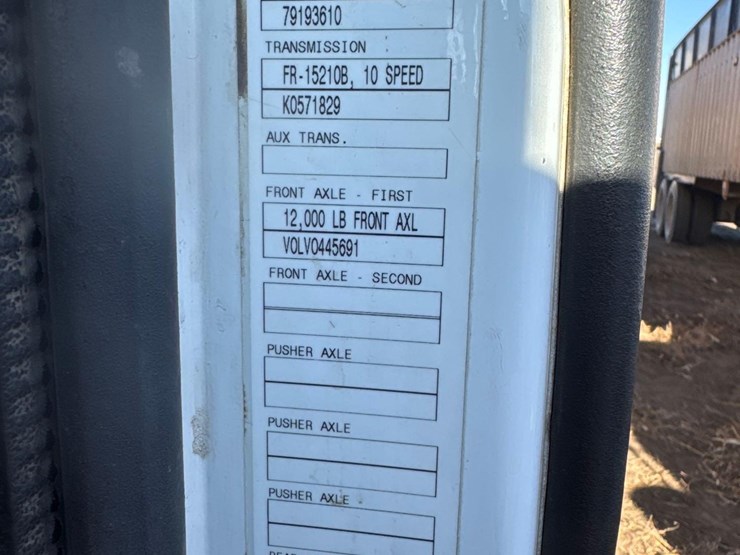 79193610
TRANSMISSION
FR-15210B, 10 SPEED
K0571829
AUX TRANS.
FRONT AXLE - FIRST
12,000 LB FRONT AXL
VOLVO445691
FRONT AXLE - SECOND
PUSHER AXLE
PUSHER AXLE
PUSHER AXLE